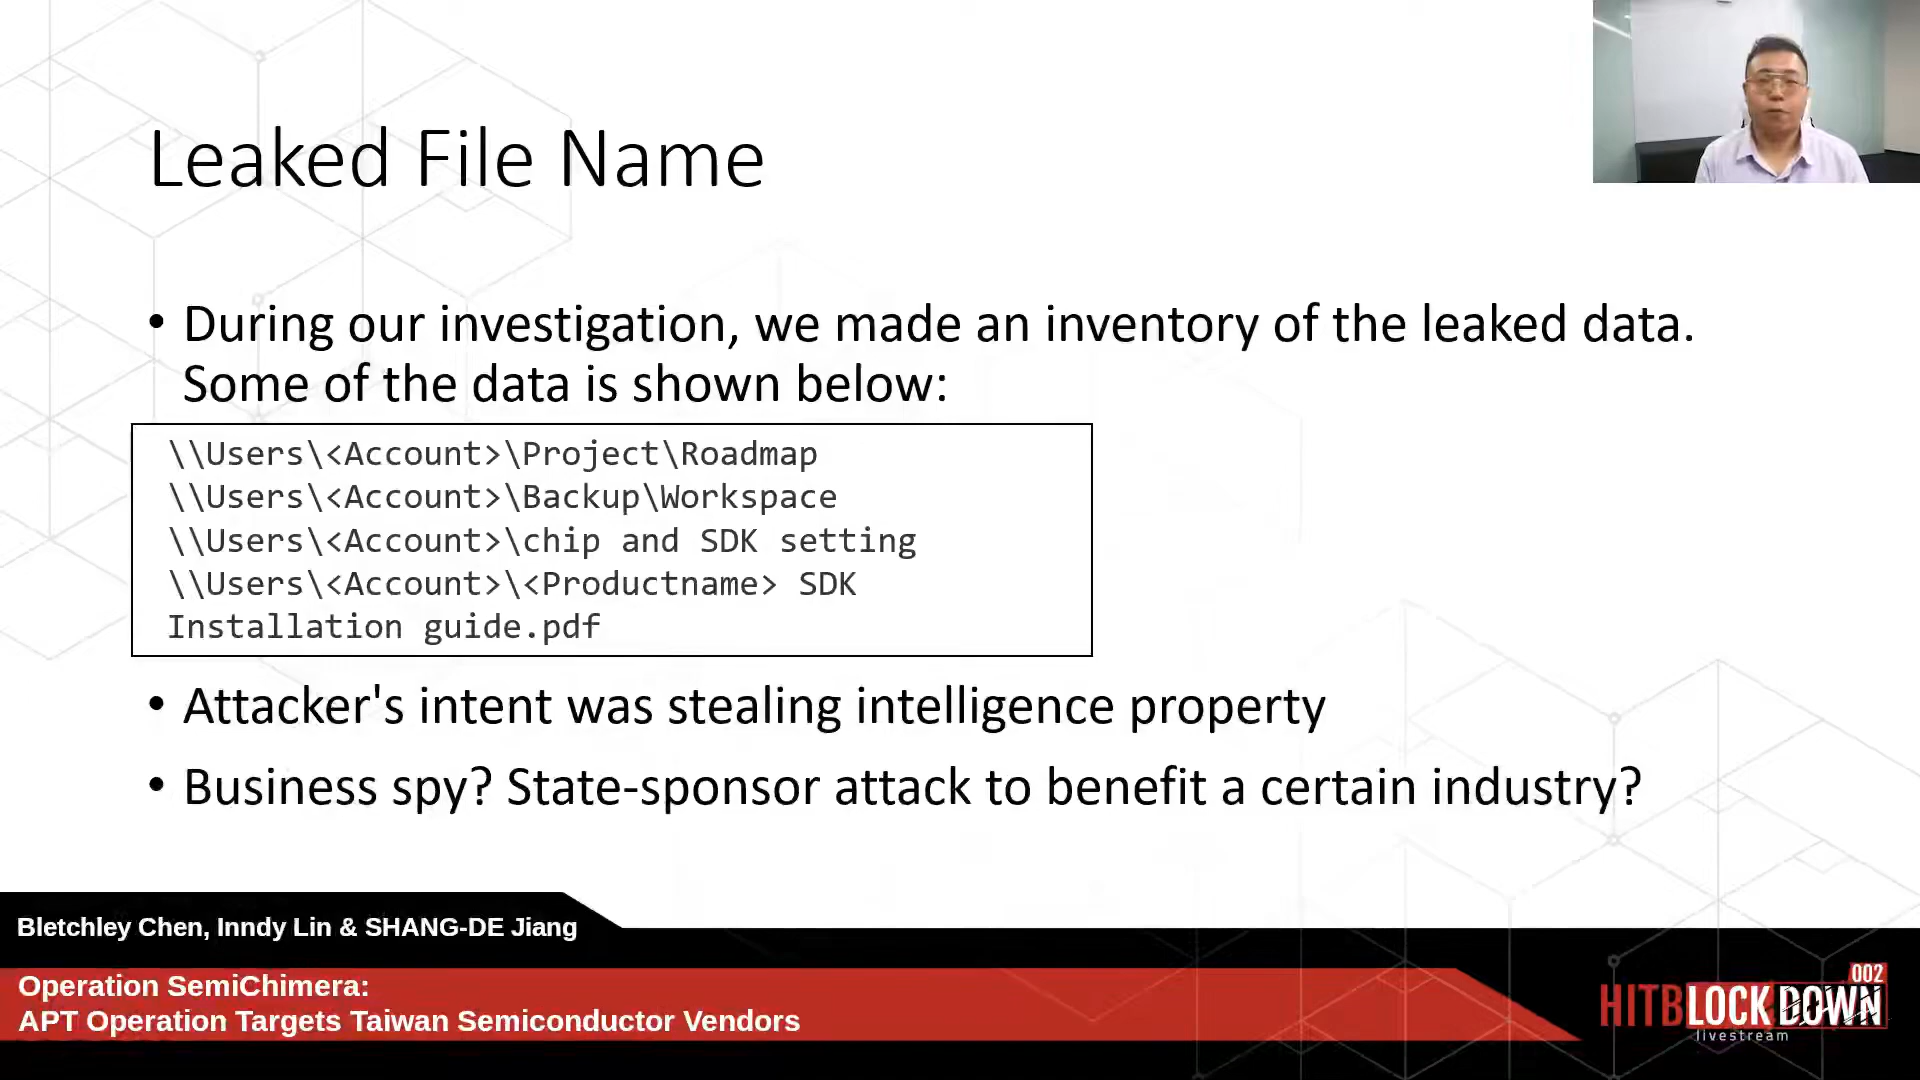 Leaked File Name
• During our investigation, we made an inventory of the leaked data.
Some of the data is shown below:
\\Users\<Account>\Project\Roadmap
\\Users\<Account>\Backup\Workspace
\\Users\<Account>\chip and SDK setting
\\Users\<Account>\<Productname> SDK
Installation guide.pdf
• Attacker's intent was stealing intelligence property
• Business spy? State-sponsor attack to benefit a certain industry?
Bletchley Chen, Inndy Lin & SHANG-DE Jiang
Operation SemiChimera:
APT Operation Targets Taiwan Semiconductor Vendors
002
HITBLOCKDOWN
livestream